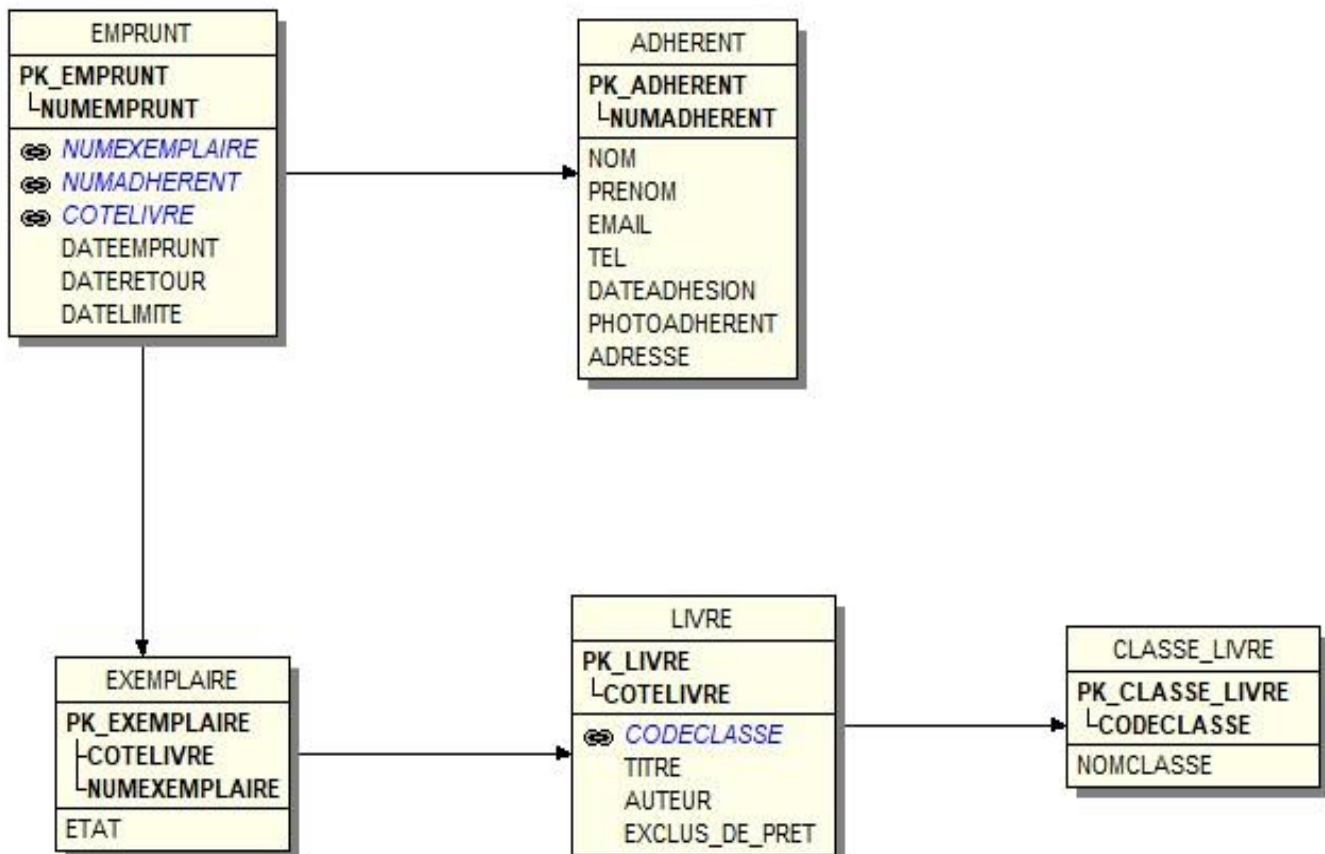 EMPRUNT
PK_EMPRUNT
NUMEMPRUNT
NUMEXEMPLAIRE
NUMADHERENT
COTELIVRE
DATEEMPRUNT
DATERETOUR
DATELIMITE
ADHERENT
PK_ADHERENT
NUMADHERENT
NOM
PRENOM
EMAIL
TEL
DATEADHESION
PHOTOADHERENT
ADRESSE
EXEMPLAIRE
PK_EXEMPLAIRE
COTELIVRE
NUMEXEMPLAIRE
ETAT
LIVRE
PK_LIVRE
COTELIVRE
CODECLASSE
TITRE
AUTEUR
EXCLUS_DE_PRET
CLASSE_LIVRE
PK_CLASSE_LIVRE
CODECLASSE
NOMCLASSE